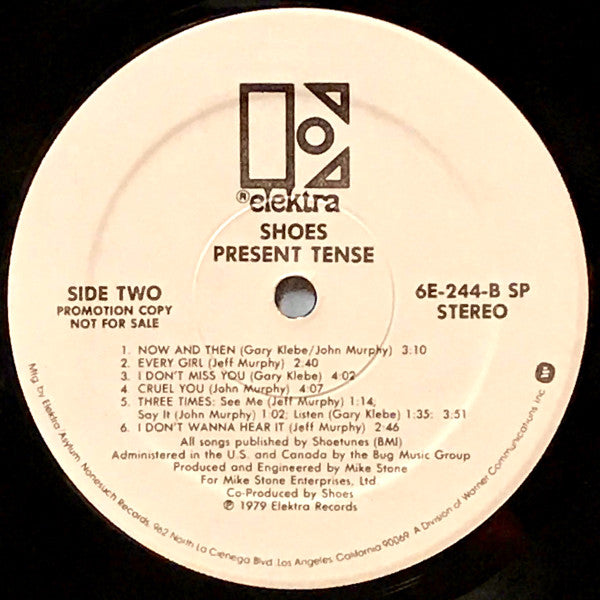 ® elektra
SHOES
PRESENT TENSE
SIDE TWO
PROMOTION COPY
NOT FOR SALE
6E-244-B SP
STEREO
1. NOW AND THEN (Gary Klebe/John Murphy) 3:10
2. EVERY GIRL (Jeff Murphy) 2:40
3. I DON'T MISS YOU (Gary Klebe) 4:02
4. CRUEL YOU (John Murphy) 4:07
5. THREE TIMES: See Me (Jeff Murphy) 1:14;
Say It (John Murphy) 1:02; Listen (Gary Klebe) 1:35: 3:51
6. I DON'T WANNA HEAR IT (Jeff Murphy) 2:46
All songs published by Shoetunes (BMI)
Administered in the U.S. and Canada by the Bug Music Group
Produced and Engineered by Mike Stone
For Mike Stone Enterprises, Ltd
Co-Produced by Shoes
℗ 1979 Elektra Records
Mfg. by Elektra/Asylum/Nonesuch Records, 962 North La Cienega Blvd. Los Angeles, California 90069. A Division of Warner Communications Inc.